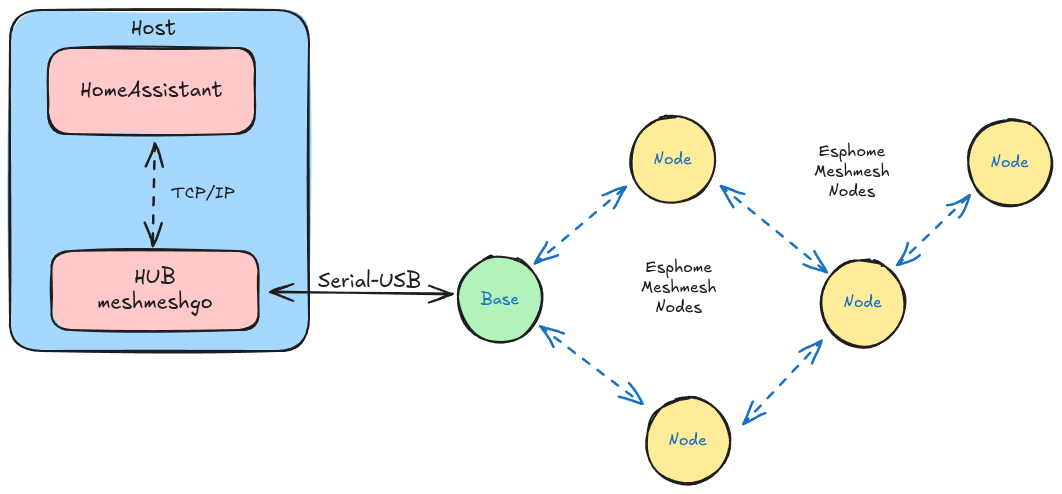 Host
HomeAssistant
TCP/IP
HUB
meshmeshgo
Serial-USB
Base
Node
Esphome
Meshmesh
Nodes
Node
Esphome
Meshmesh
Nodes
Node
Node